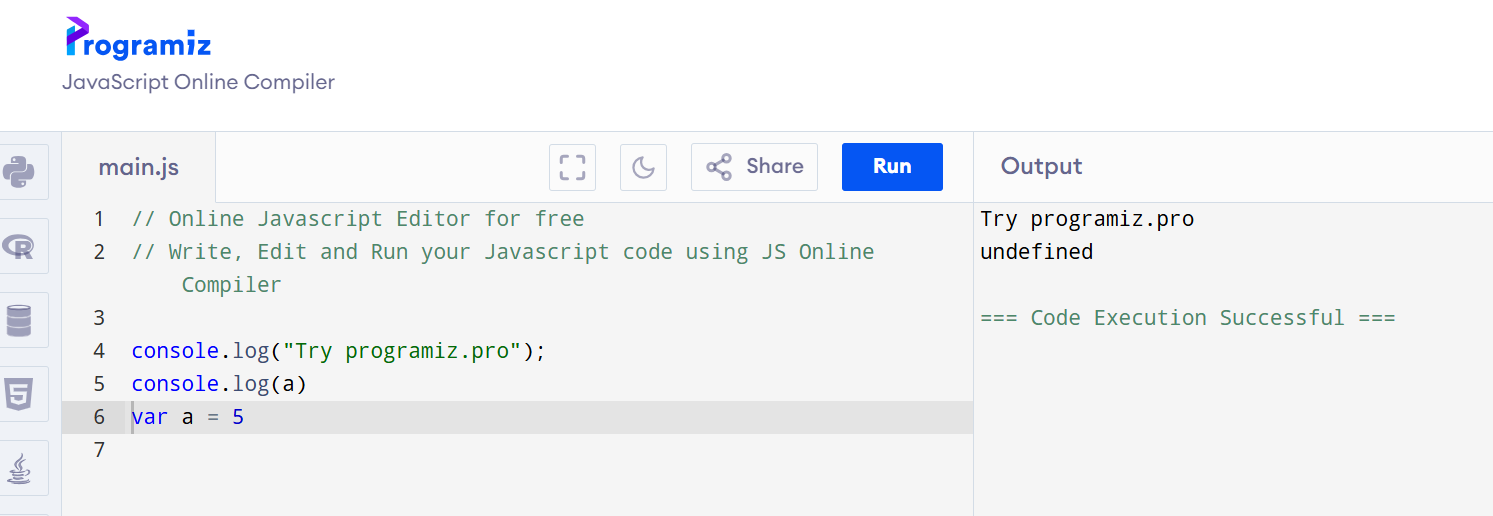 Programiz
JavaScript Online Compiler
main.js
Share
Run
Output
1 // Online Javascript Editor for free
2 // Write, Edit and Run your Javascript code using JS Online
Compiler
3
4 console.log("Try programiz.pro");
5 console.log(a)
6 var a = 5
7
Try programiz.pro
undefined
=== Code Execution Successful ===